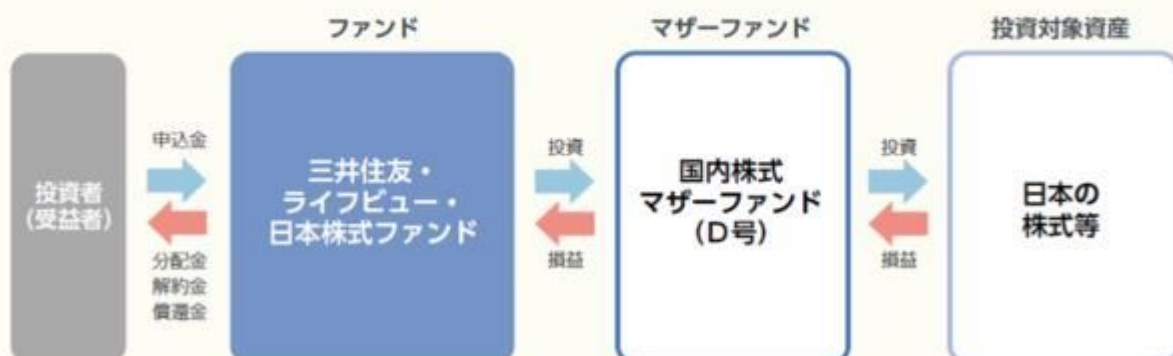 ファンド
マザーファンド
投資対象資産
投資者
(受益者)
申込金
分配金
解約金
償還金
三井住友・
ライフビュー・
日本株式ファンド
投資
損益
国内株式
マザーファンド
(D号)
投資
損益
日本の
株式等